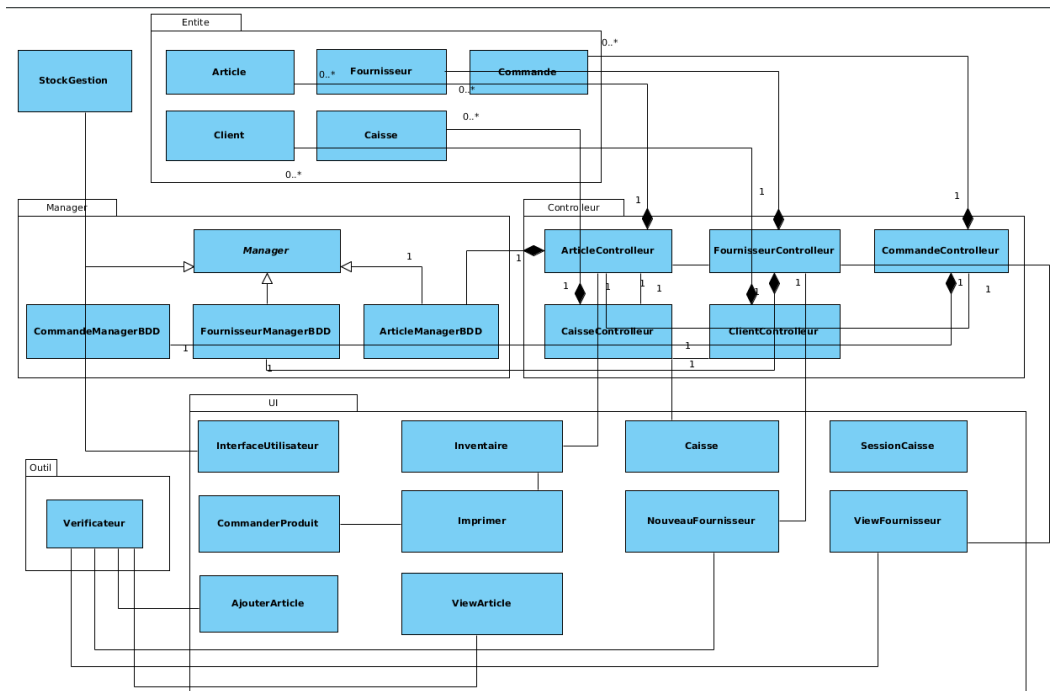 Entite
0..*
StockGestion
Article
0..*
Fournisseur
0..*
Commande
Client
Caisse
0..*
0..*
1
1
1
Manager
Controlleur
Manager
1
1
ArticleControlleur
FournisseurControlleur
CommandeControlleur
1
1
1
1
1
1
1
1
CommandeManagerBDD
FournisseurManagerBDD
ArticleManagerBDD
CaisseControlleur
ClientControlleur
1
1
1
1
UI
InterfaceUtilisateur
Inventaire
Caisse
SessionCaisse
Outil
Verificateur
CommanderProduit
Imprimer
NouveauFournisseur
ViewFournisseur
AjouterArticle
ViewArticle